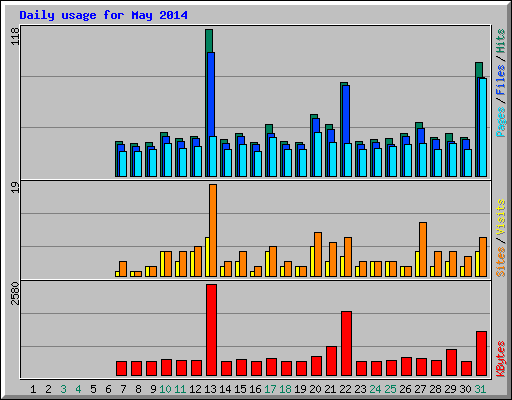 Daily usage for May 2014
118
Pages / Files / Hits
19
Sites / Visits
2580
KBytes
1 2 3 4 5 6 7 8 9 10 11 12 13 14 15 16 17 18 19 20 21 22 23 24 25 26 27 28 29 30 31